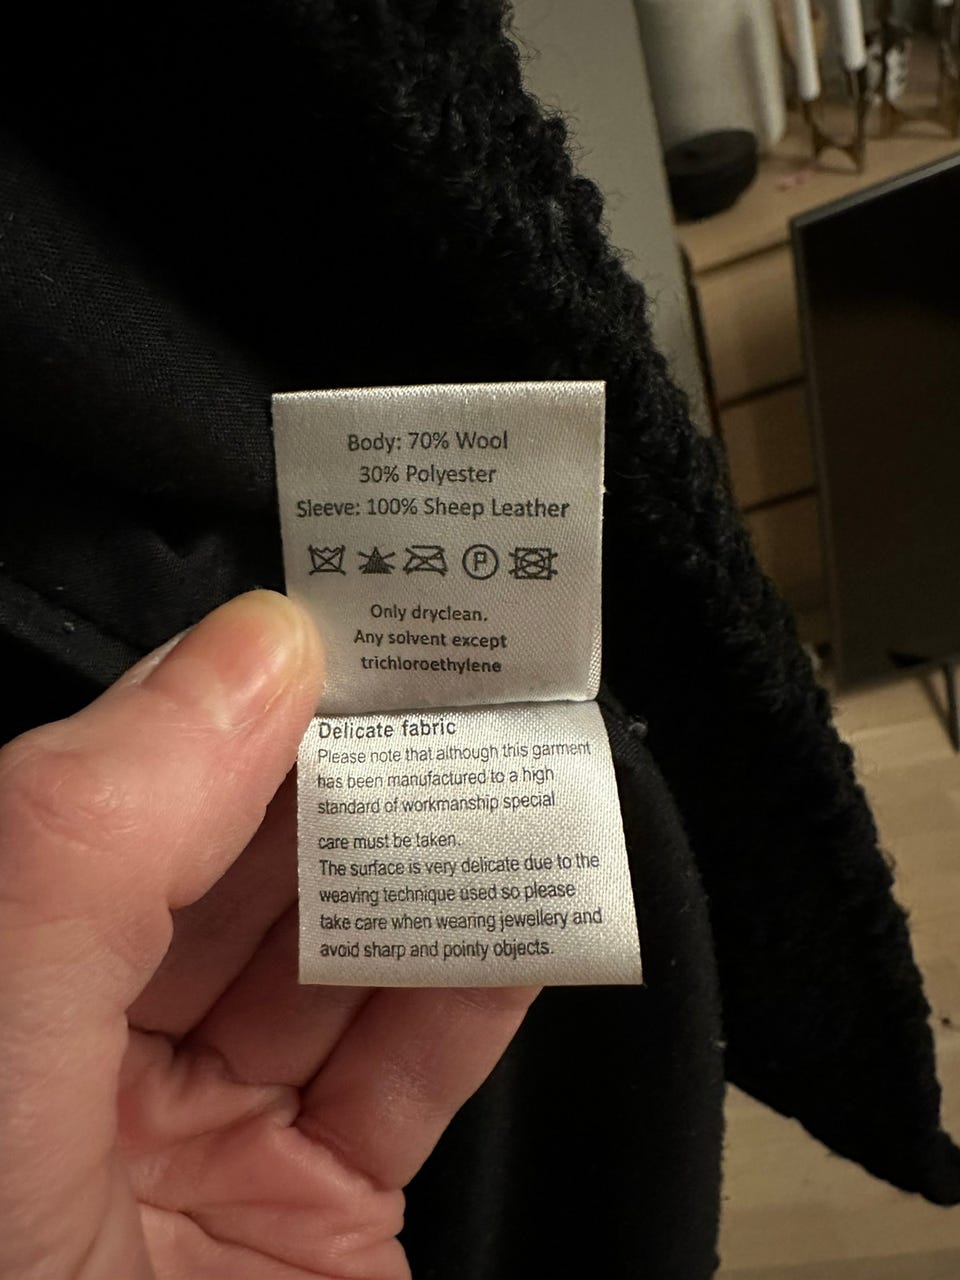 Body: 70% Wool
30% Polyester
Sleeve: 100% Sheep Leather
P
Only dryclean.
Any solvent except
trichloroethylene
Delicate fabric
Please note that although this garment
has been manufactured to a high
standard of workmanship special
care must be taken.
The surface is very delicate due to the
weaving technique used so please
take care when wearing jewellery and
avoid sharp and pointy objects.